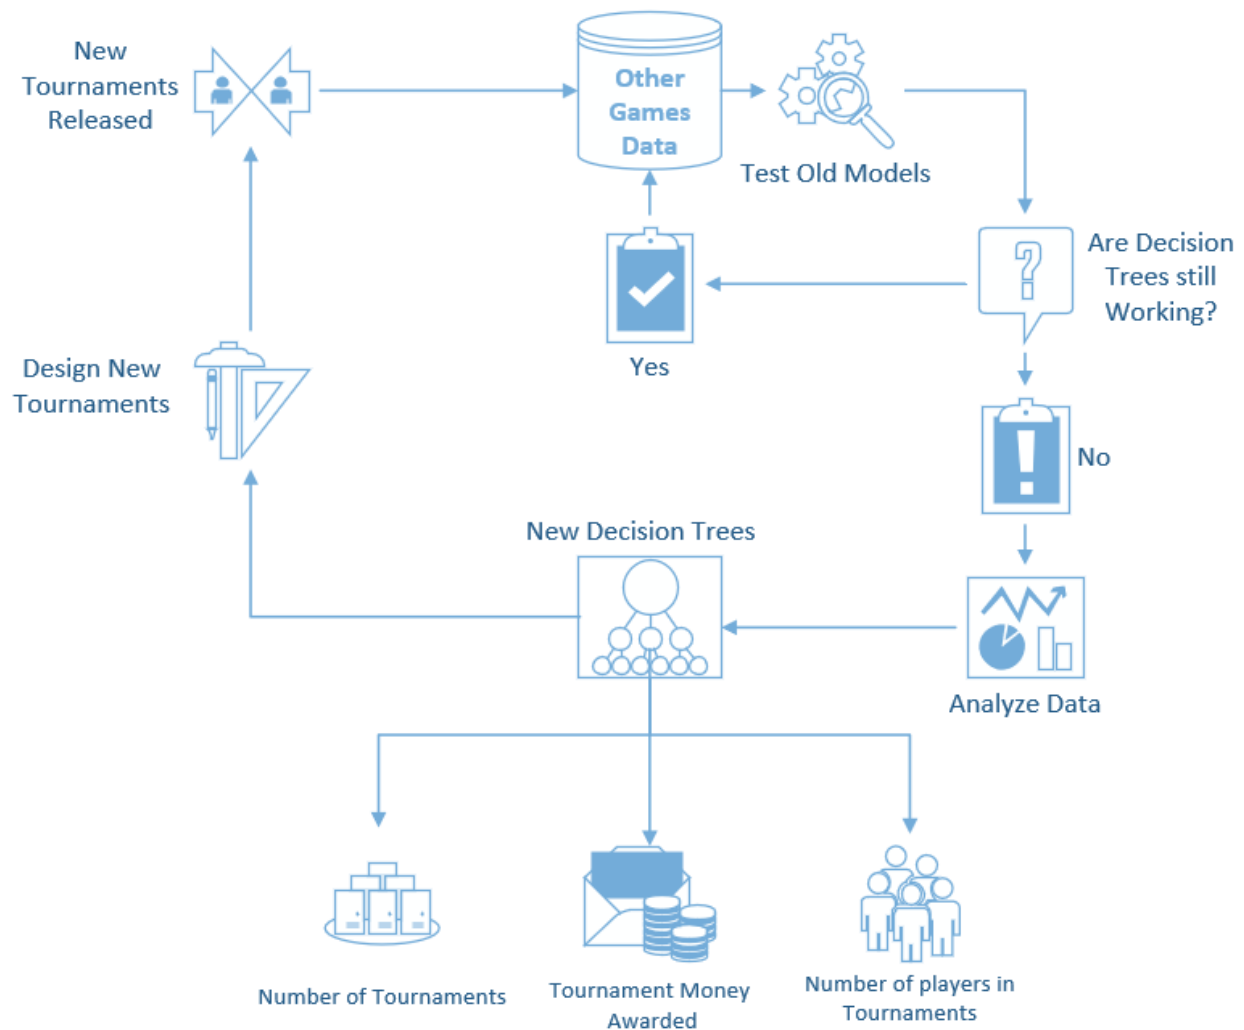 New
Tournaments
Released
Other
Games
Data
Test Old Models
Are Decision
Trees still
Working?
Yes
Design New
Tournaments
No
New Decision Trees
Analyze Data
Number of Tournaments
Tournament Money
Awarded
Number of players in
Tournaments